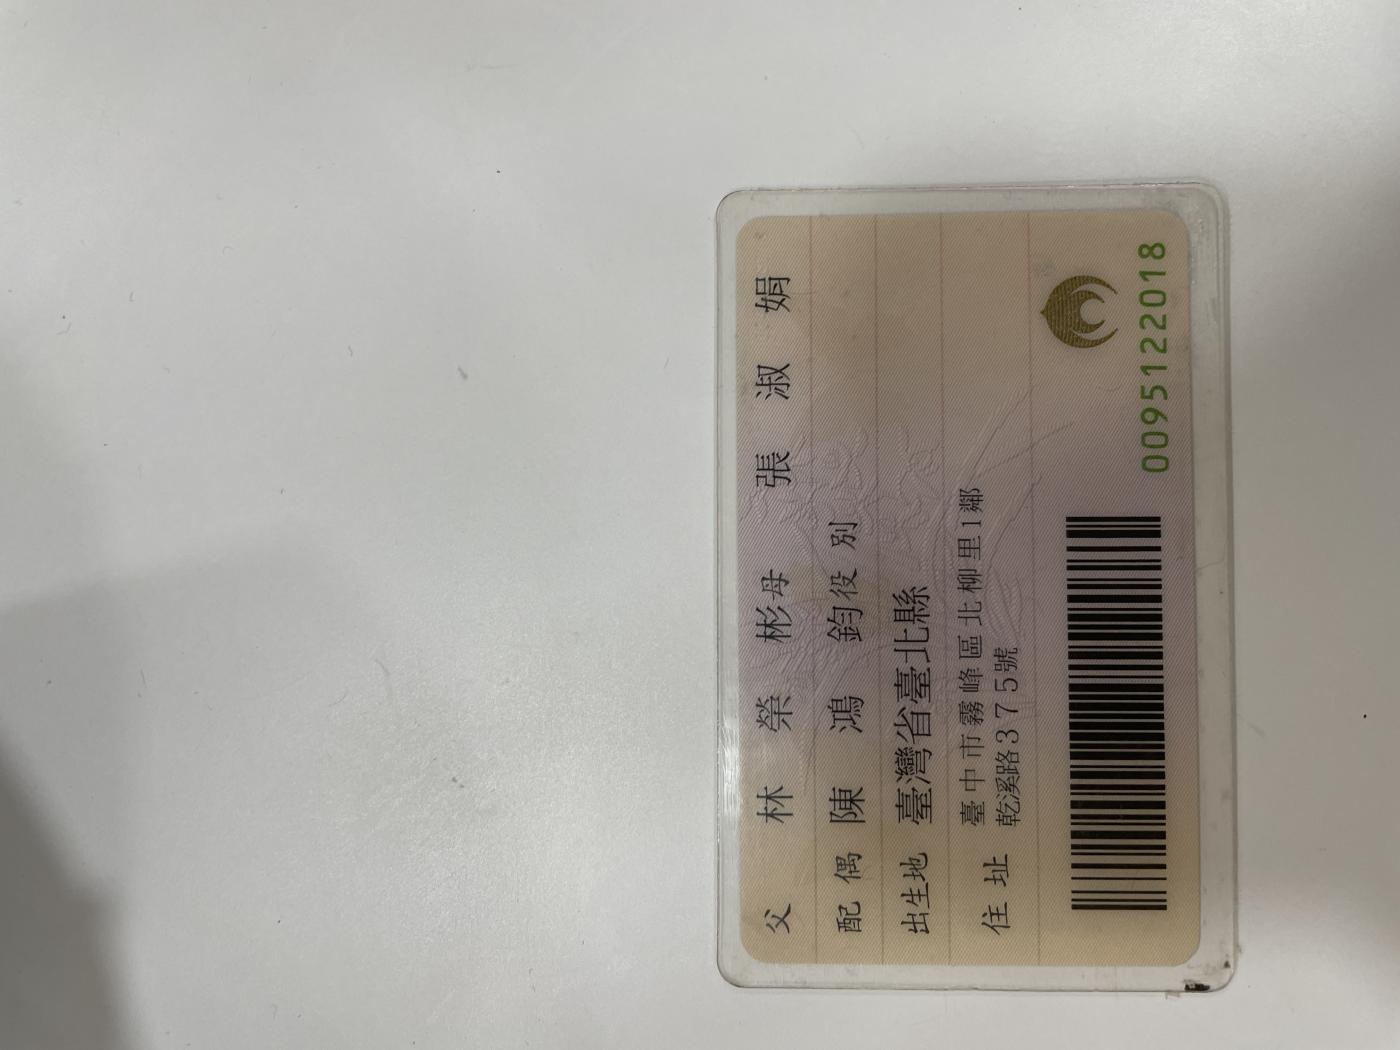 父 林榮彬 母 張淑娟
配偶 陳鴻鈞 役別
出生地 臺灣省臺北縣
住址 臺中市霧峰區北柳里1鄰
乾溪路375號
0095122018